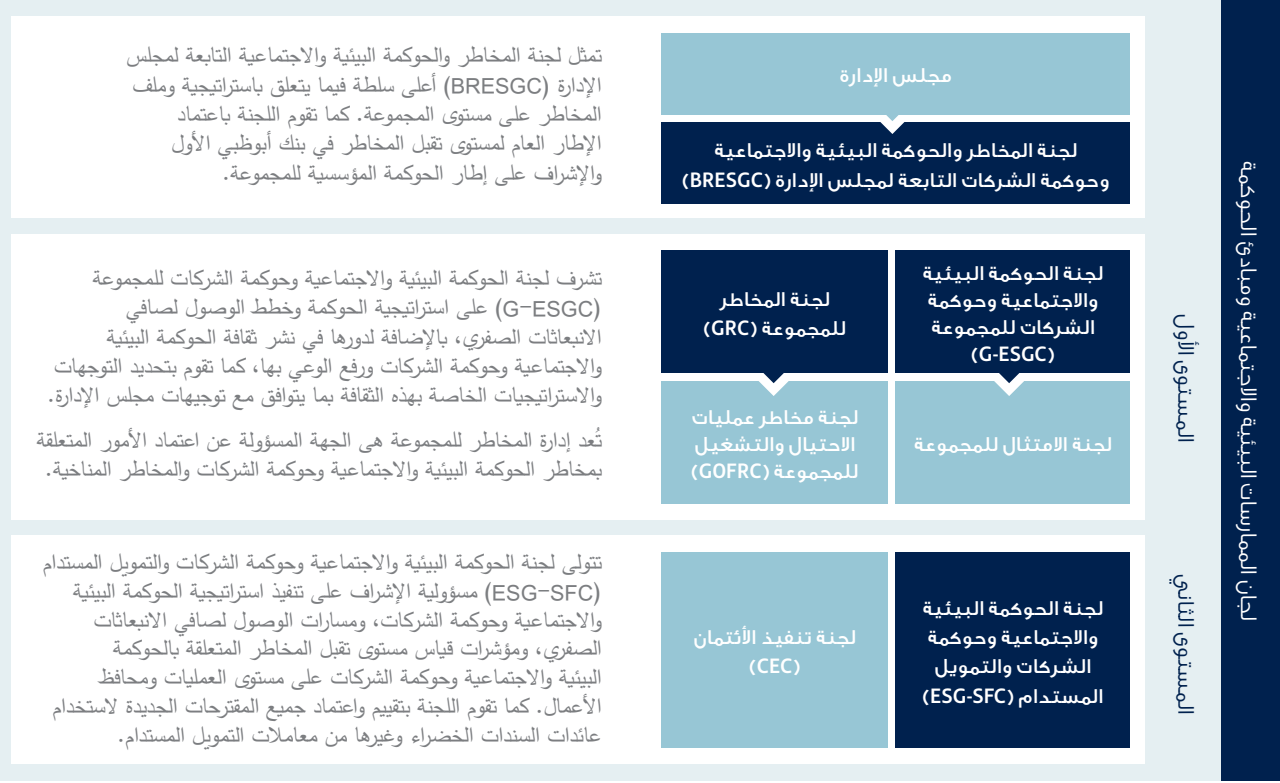 لجان الممارسات البيئية والاجتماعية ومبادئ الحوكمة
مجلس الإدارة
لجنة المخاطر والحوكمة البيئية والاجتماعية
وحوكمة الشركات التابعة لمجلس الإدارة (BRESGC)
تمثل لجنة المخاطر والحوكمة البيئية والاجتماعية التابعة لمجلس
الإدارة (BRESGC) أعلى سلطة فيما يتعلق باستراتيجية وملف
المخاطر على مستوى المجموعة. كما تقوم اللجنة باعتماد
الإطار العام لمستوى تقبل المخاطر في بنك أبوظبي الأول
والإشراف على إطار الحوكمة المؤسسية للمجموعة.
المستوى الأول
لجنة الحوكمة البيئية
والاجتماعية وحوكمة
الشركات للمجموعة
(G-ESGC)
لجنة المخاطر
للمجموعة (GRC)
لجنة الامتثال للمجموعة
لجنة مخاطر عمليات
الاحتيال والتشغيل
للمجموعة (GOFRC)
تشرف لجنة الحوكمة البيئية والاجتماعية وحوكمة الشركات للمجموعة
(G-ESGC) على استراتيجية الحوكمة وخطط الوصول لصافي
الانبعاثات الصفري، بالإضافة لدورها في نشر ثقافة الحوكمة البيئية
والاجتماعية وحوكمة الشركات ورفع الوعي بها، كما تقوم بتحديد التوجهات
والاستراتيجيات الخاصة بهذه الثقافة بما يتوافق مع توجيهات مجلس الإدارة.
تُعد إدارة المخاطر للمجموعة هى الجهة المسؤولة عن اعتماد الأمور المتعلقة
بمخاطر الحوكمة البيئية والاجتماعية وحوكمة الشركات والمخاطر المناخية.
المستوى الثاني
لجنة الحوكمة البيئية
والاجتماعية وحوكمة
الشركات والتمويل
المستدام (ESG-SFC)
لجنة تنفيذ الأئتمان
(CEC)
تتولى لجنة الحوكمة البيئية والاجتماعية وحوكمة الشركات والتمويل المستدام
(ESG-SFC) مسؤولية الإشراف على تنفيذ استراتيجية الحوكمة البيئية
والاجتماعية وحوكمة الشركات، ومسارات الوصول لصافي الانبعاثات
الصفري، ومؤشرات قياس مستوى تقبل المخاطر المتعلقة بالحوكمة
البيئية والاجتماعية وحوكمة الشركات على مستوى العمليات ومحافظ
الأعمال. كما تقوم اللجنة بتقييم واعتماد جميع المقترحات الجديدة لاستخدام
عائدات السندات الخضراء وغيرها من معاملات التمويل المستدام.